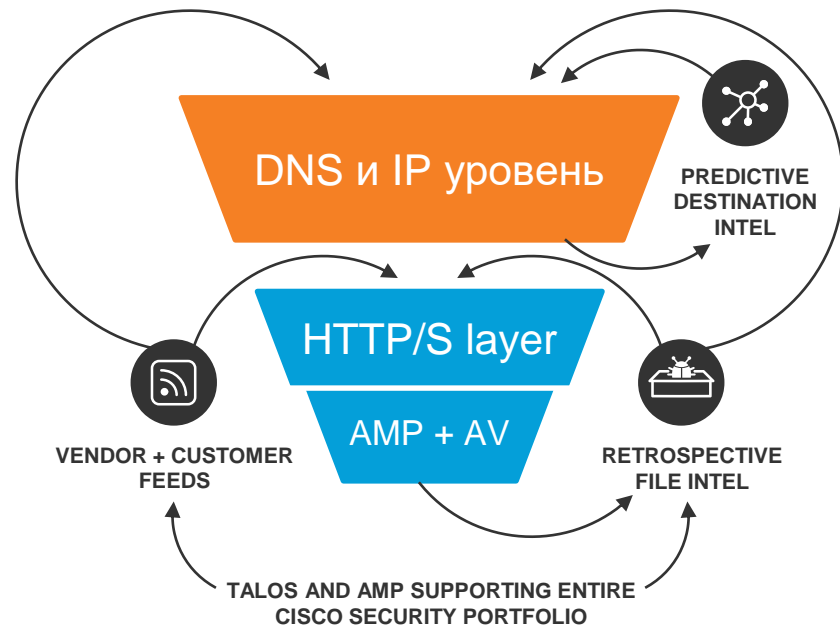 DNS и IP уровень
PREDICTIVE
DESTINATION
INTEL
HTTP/S layer
AMP + AV
VENDOR + CUSTOMER
FEEDS
RETROSPECTIVE
FILE INTEL
TALOS AND AMP SUPPORTING ENTIRE
CISCO SECURITY PORTFOLIO